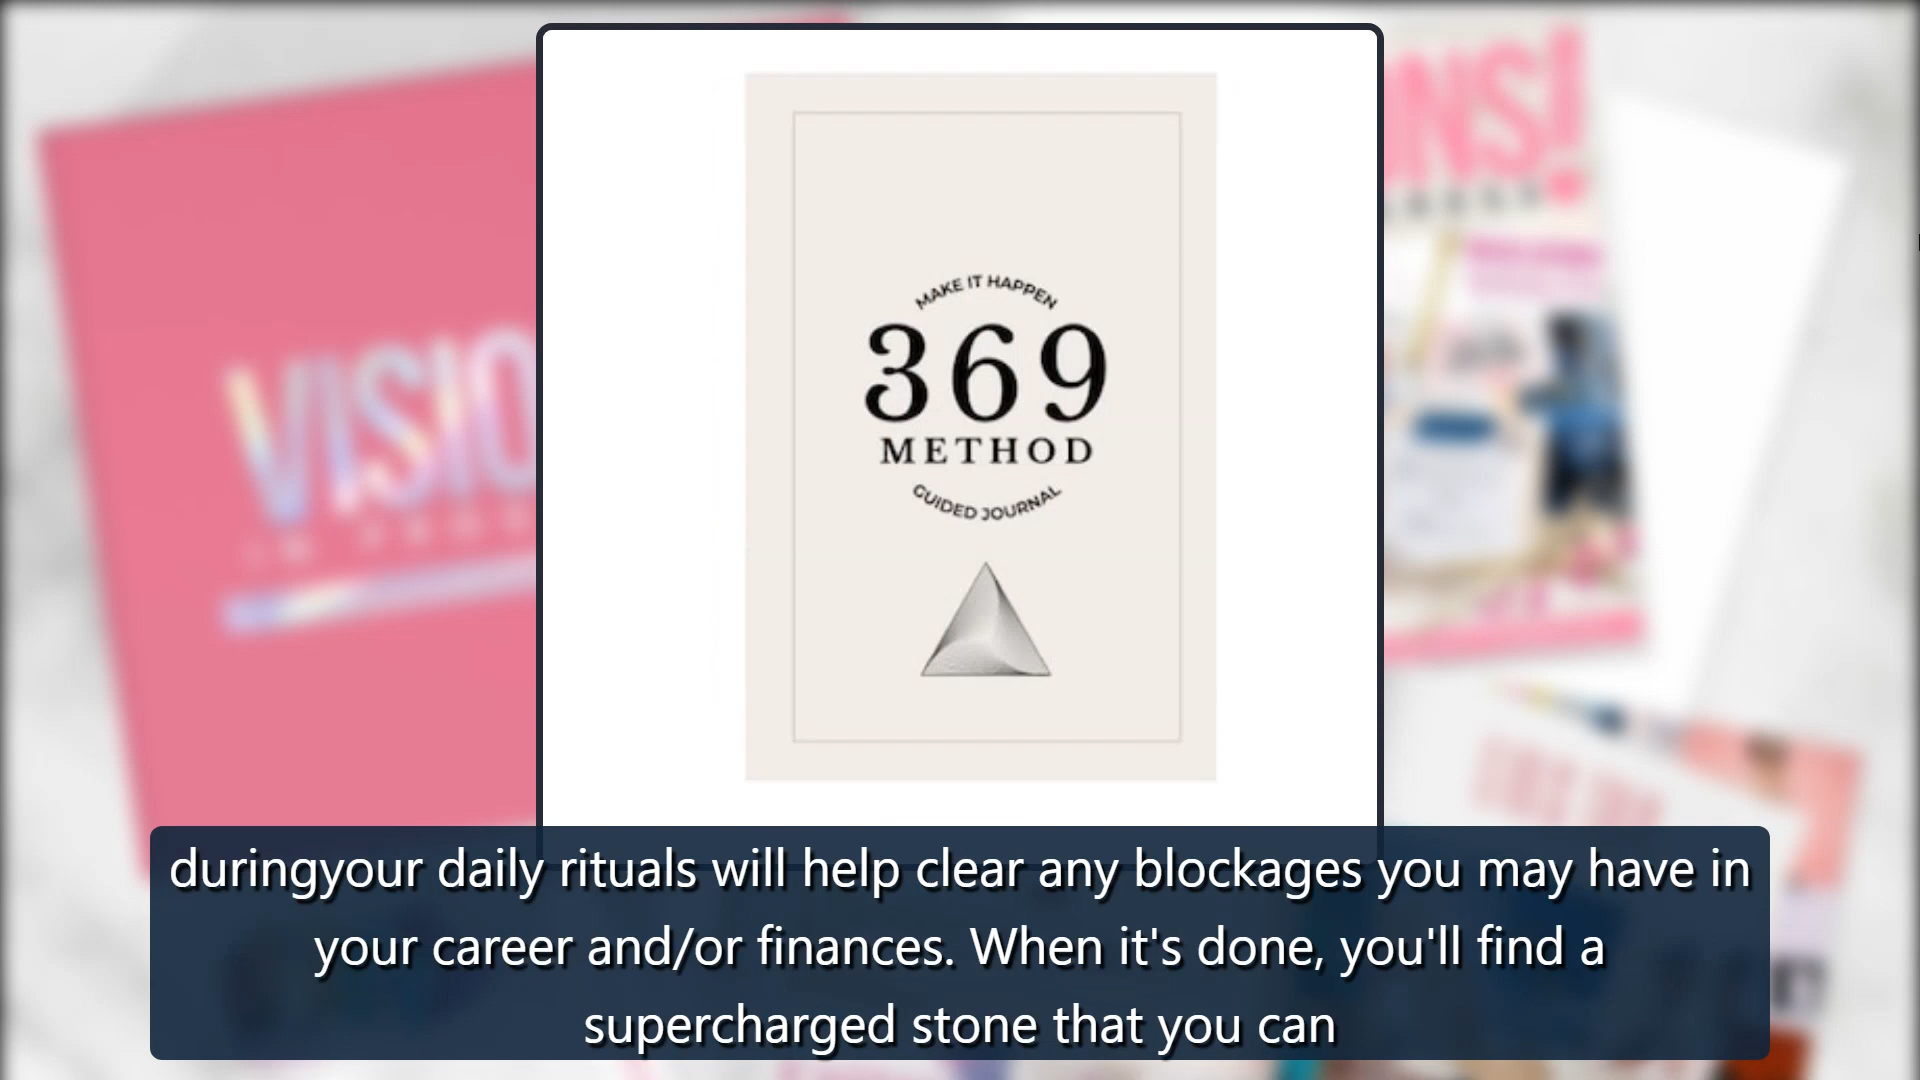 MAKE IT HAPPEN
369
METHOD
GUIDED JOURNAL
duringyour daily rituals will help clear any blockages you may have in
your career and/or finances. When it's done, you'll find a
supercharged stone that you can